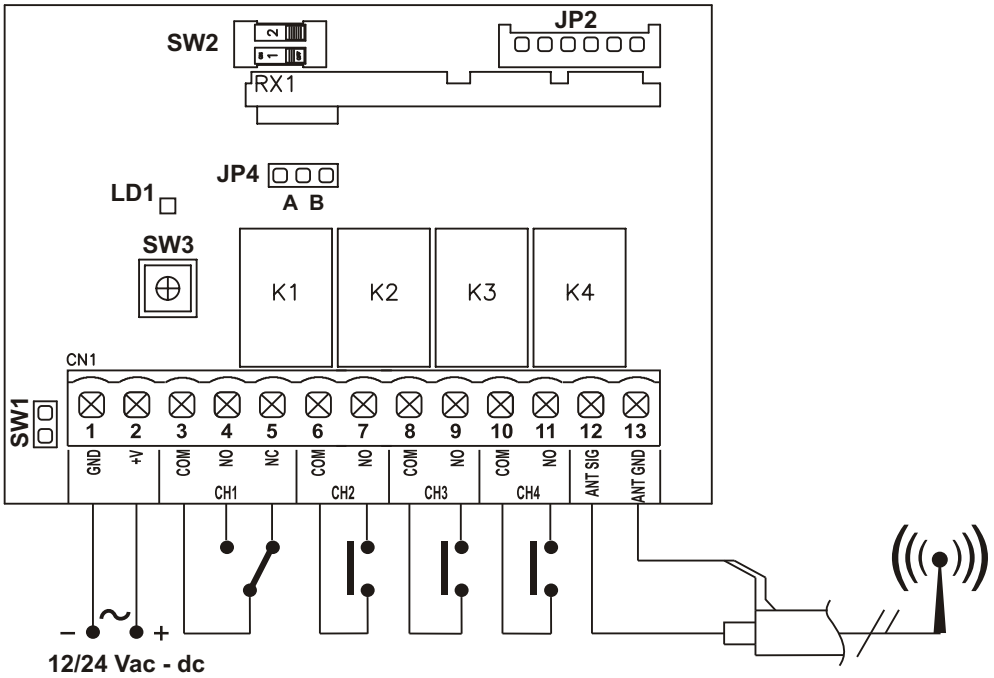 JP2
SW2
2
1
RX1
JP4
A B
LD1
SW3
K1 K2 K3 K4
CN1
SW1
1 2 3 4 5 6 7 8 9 10 11 12 13
GND +V COM NO NC COM NO COM NO COM NO ANT SIG ANT GND
CH1 CH2 CH3 CH4
- ~ +
12/24 Vac - dc